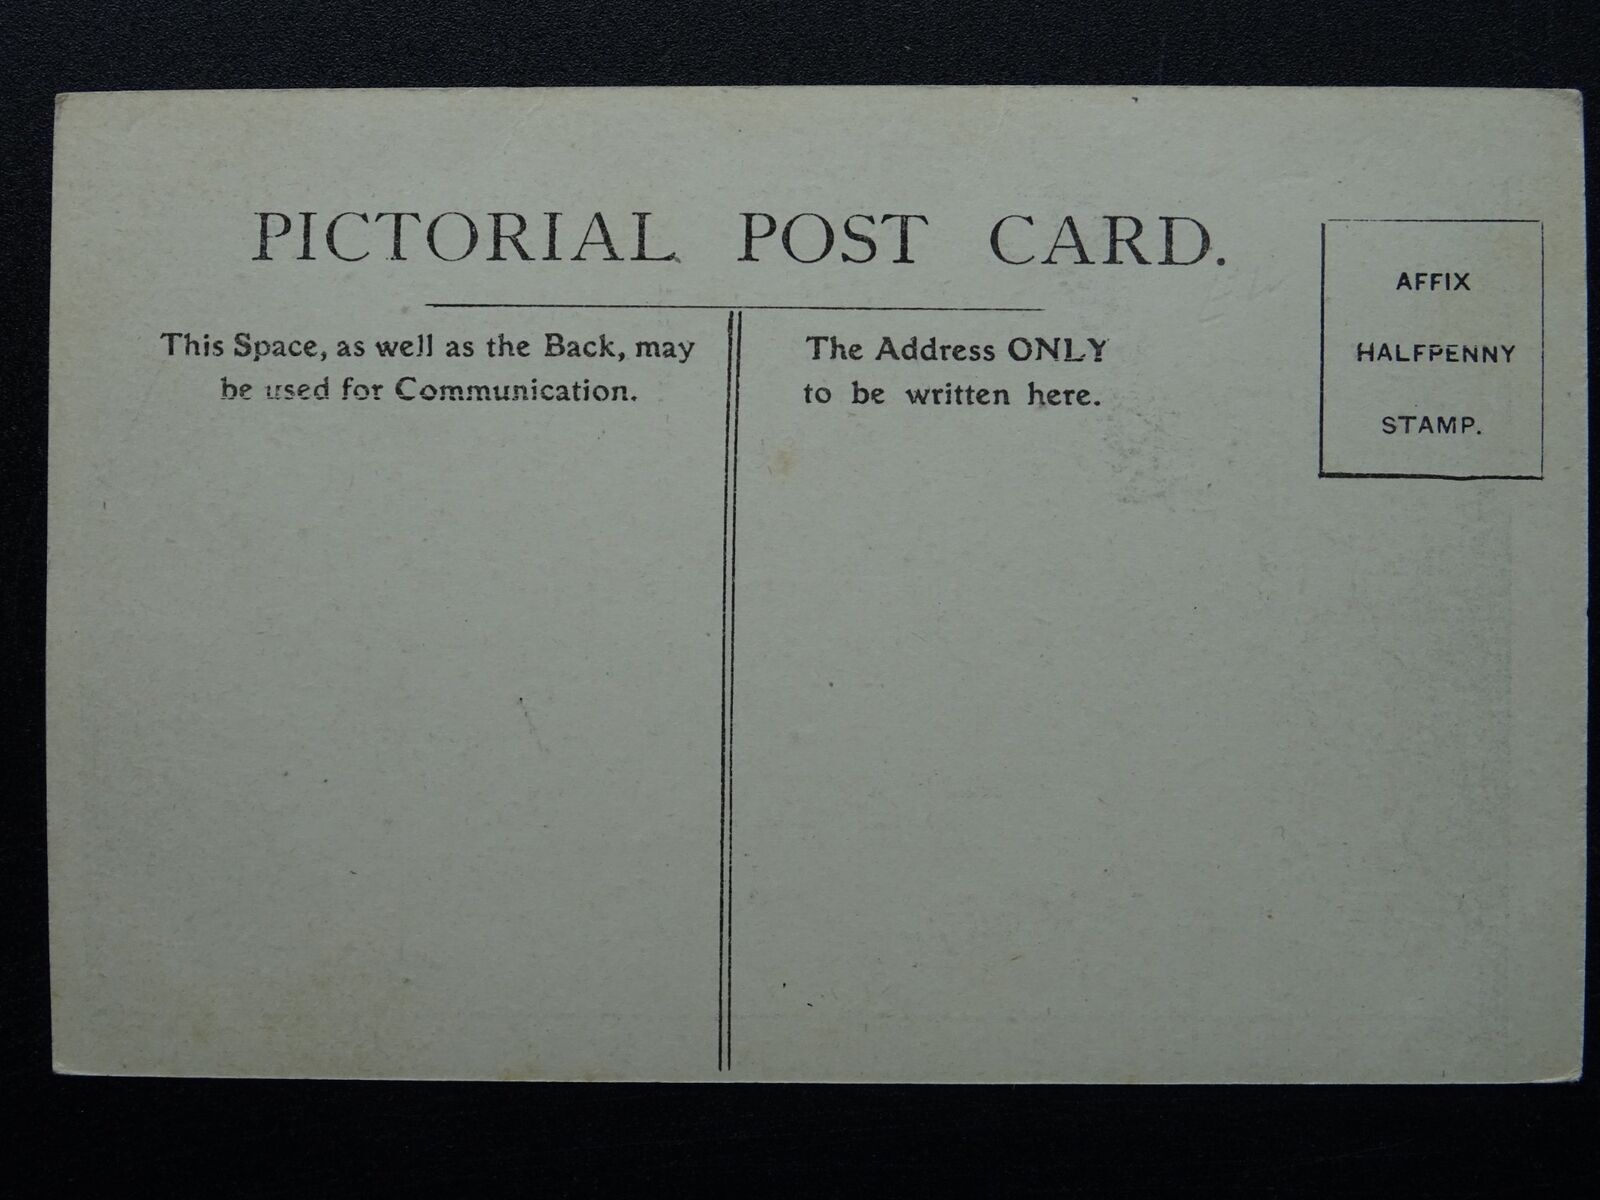 PICTORIAL POST CARD.
This Space, as well as the Back, may
be used for Communication.
The Address ONLY
to be written here.
AFFIX
HALFPENNY
STAMP.